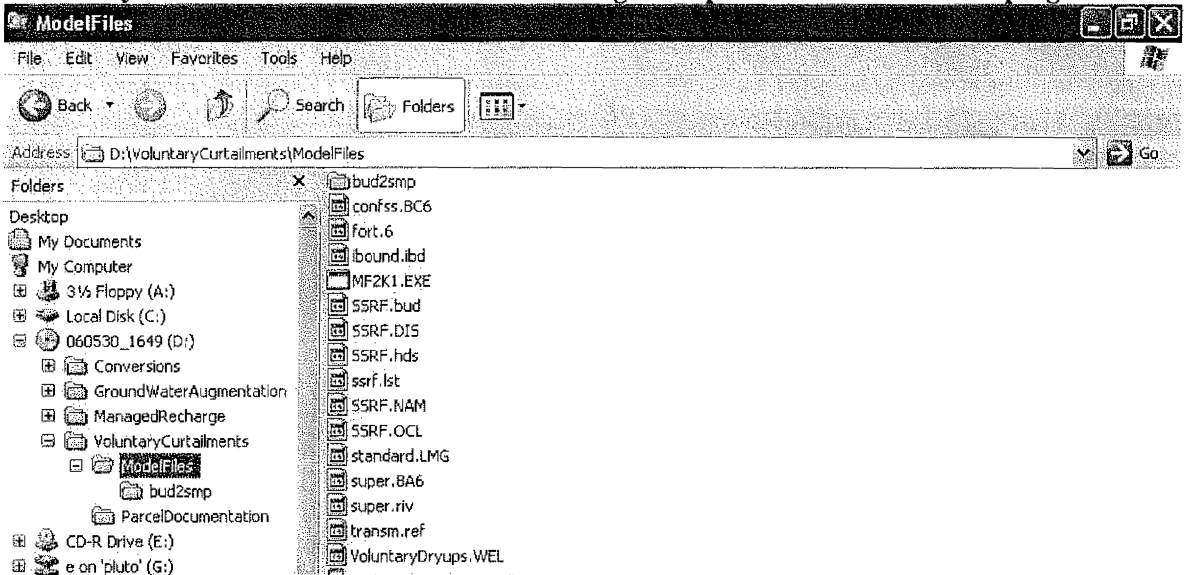 ModelFiles
File Edit View Favorites Tools Help
Back Search Folders
Address D:\VoluntaryCurtailments\ModelFiles Go
Folders
Desktop
My Documents
My Computer
3½ Floppy (A:)
Local Disk (C:)
060530_1649 (D:)
Conversions
GroundWaterAugmentation
ManagedRecharge
VoluntaryCurtailments
ModelFiles
bud2smp
ParcelDocumentation
CD-R Drive (E:)
e on 'pluto' (G:)
bud2smp
confss.BC6
fort.6
ibound.ibd
MF2K1.EXE
SSRF.bud
SSRF.DIS
SSRF.hds
ssrf.lst
SSRF.NAM
SSRF.OCL
standard.LMG
super.BA6
super.riv
transm.ref
VoluntaryDryups.WEL